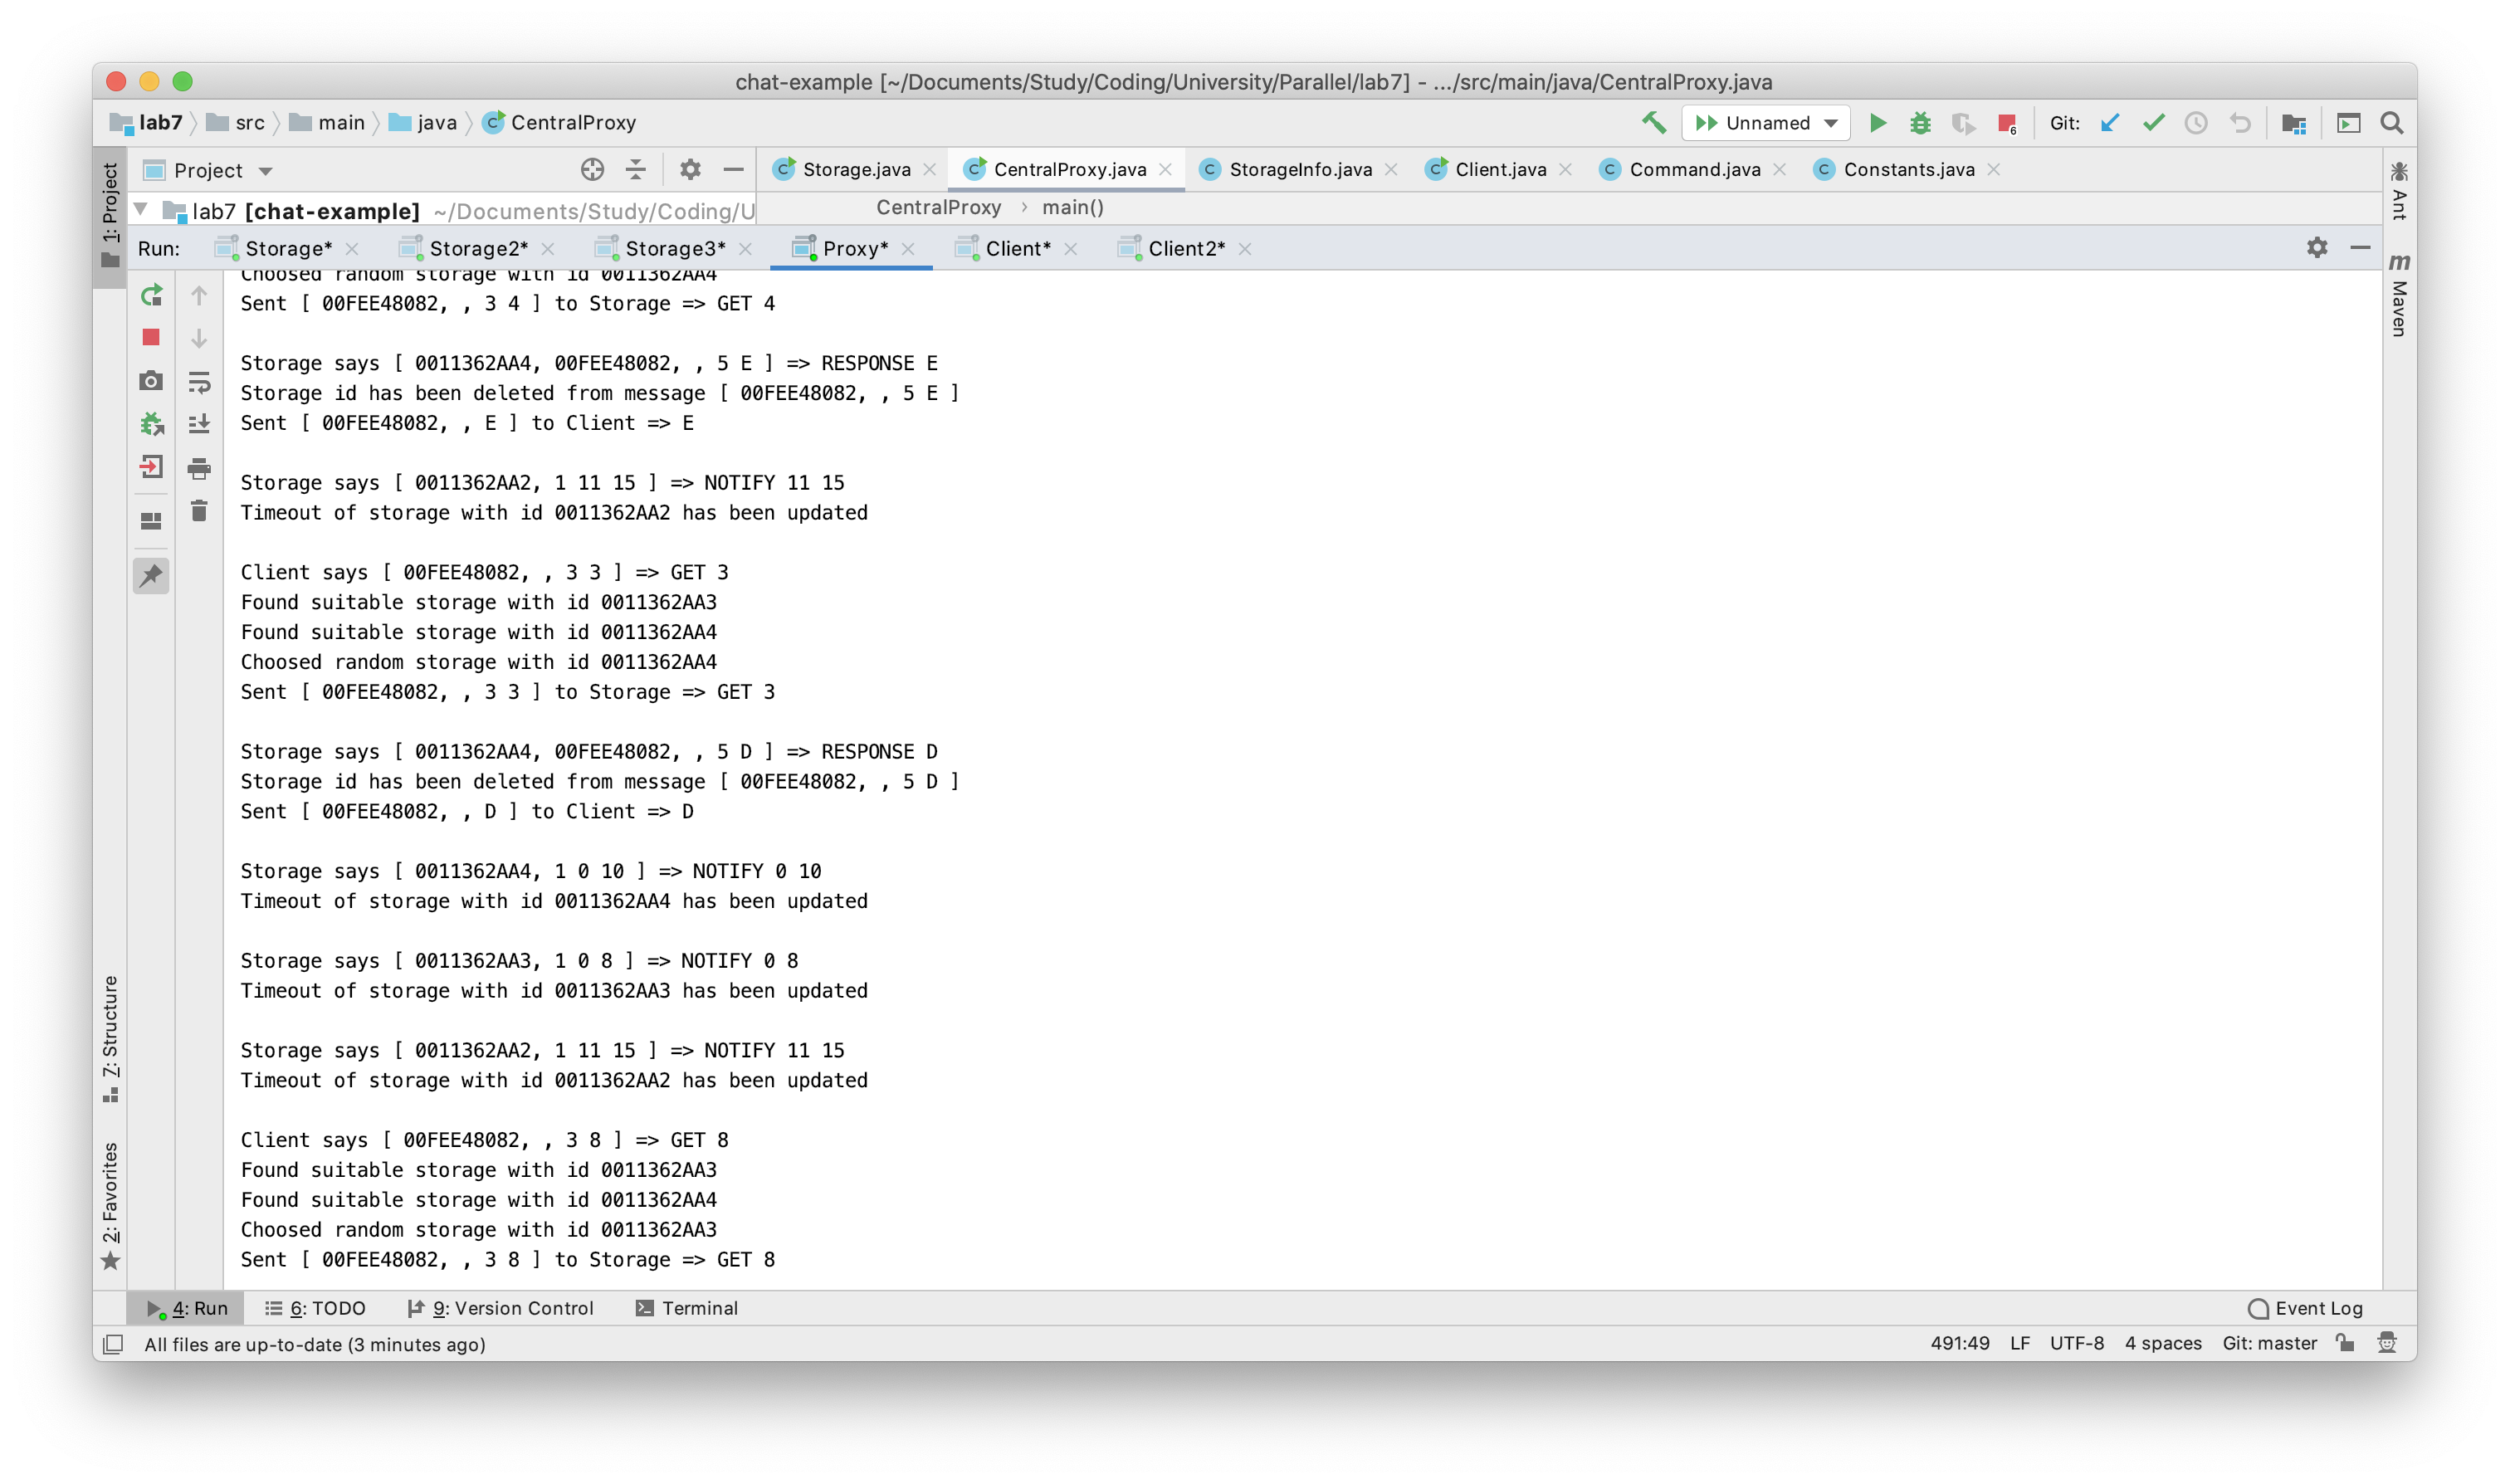 chat-example [~/Documents/Study/Coding/University/Parallel/lab7] - .../src/main/java/CentralProxy.java
lab7 src main java CentralProxy Unnamed 6 Git:
Project Storage.java CentralProxy.java StorageInfo.java Client.java Command.java Constants.java
lab7 [chat-example] ~/Documents/Study/Coding/U CentralProxy main()
Run: Storage* Storage2* Storage3* Proxy* Client* Client2*
1: Project
7: Structure
2: Favorites
Ant
Maven
Choosed random storage with id 0011362AA4
Sent [ 00FEE48082, , 3 4 ] to Storage => GET 4
Storage says [ 0011362AA4, 00FEE48082, , 5 E ] => RESPONSE E
Storage id has been deleted from message [ 00FEE48082, , 5 E ]
Sent [ 00FEE48082, , E ] to Client => E
Storage says [ 0011362AA2, 1 11 15 ] => NOTIFY 11 15
Timeout of storage with id 0011362AA2 has been updated
Client says [ 00FEE48082, , 3 3 ] => GET 3
Found suitable storage with id 0011362AA3
Found suitable storage with id 0011362AA4
Choosed random storage with id 0011362AA4
Sent [ 00FEE48082, , 3 3 ] to Storage => GET 3
Storage says [ 0011362AA4, 00FEE48082, , 5 D ] => RESPONSE D
Storage id has been deleted from message [ 00FEE48082, , 5 D ]
Sent [ 00FEE48082, , D ] to Client => D
Storage says [ 0011362AA4, 1 0 10 ] => NOTIFY 0 10
Timeout of storage with id 0011362AA4 has been updated
Storage says [ 0011362AA3, 1 0 8 ] => NOTIFY 0 8
Timeout of storage with id 0011362AA3 has been updated
Storage says [ 0011362AA2, 1 11 15 ] => NOTIFY 11 15
Timeout of storage with id 0011362AA2 has been updated
Client says [ 00FEE48082, , 3 8 ] => GET 8
Found suitable storage with id 0011362AA3
Found suitable storage with id 0011362AA4
Choosed random storage with id 0011362AA3
Sent [ 00FEE48082, , 3 8 ] to Storage => GET 8
4: Run 6: TODO 9: Version Control Terminal Event Log
All files are up-to-date (3 minutes ago) 491:49 LF UTF-8 4 spaces Git: master